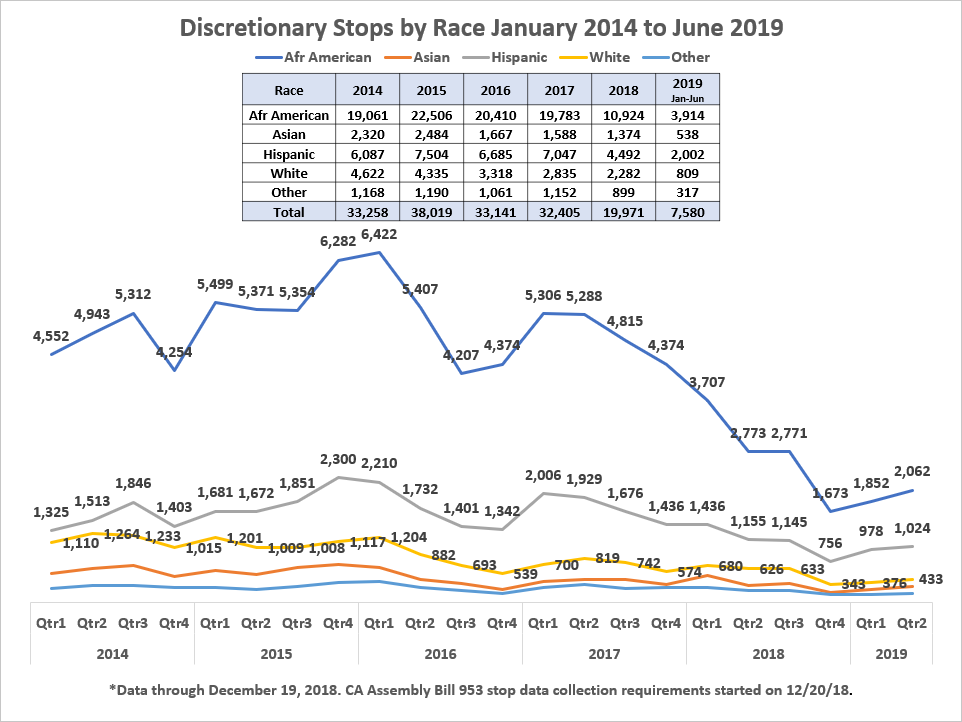 Discretionary Stops by Race January 2014 to June 2019
Afr American Asian Hispanic White Other
Race 2014 2015 2016 2017 2018 2019 Jan-Jun
Afr American 19,061 22,506 20,410 19,783 10,924 3,914
Asian 2,320 2,484 1,667 1,588 1,374 538
Hispanic 6,087 7,504 6,685 7,047 4,492 2,002
White 4,622 4,335 3,318 2,835 2,282 809
Other 1,168 1,190 1,061 1,152 899 317
Total 33,258 38,019 33,141 32,405 19,971 7,580
4,552 4,943 5,312 4,254 5,499 5,371 5,354 6,282 6,422 5,407 4,207 4,374 5,306 5,288 4,815 4,374 3,707 2,773 2,771 1,673 1,852 2,062
1,325 1,513 1,846 1,403 1,681 1,672 1,851 2,300 2,210 1,732 1,401 1,342 2,006 1,929 1,676 1,436 1,436 1,155 1,145 756 978 1,024
1,110 1,264 1,233 1,015 1,201 1,009 1,008 1,117 1,204 882 693 539 700 819 742 574 680 626 633 343 376 433
Qtr1 Qtr2 Qtr3 Qtr4 Qtr1 Qtr2 Qtr3 Qtr4 Qtr1 Qtr2 Qtr3 Qtr4 Qtr1 Qtr2 Qtr3 Qtr4 Qtr1 Qtr2 Qtr3 Qtr4 Qtr1 Qtr2
2014 2015 2016 2017 2018 2019
*Data through December 19, 2018. CA Assembly Bill 953 stop data collection requirements started on 12/20/18.